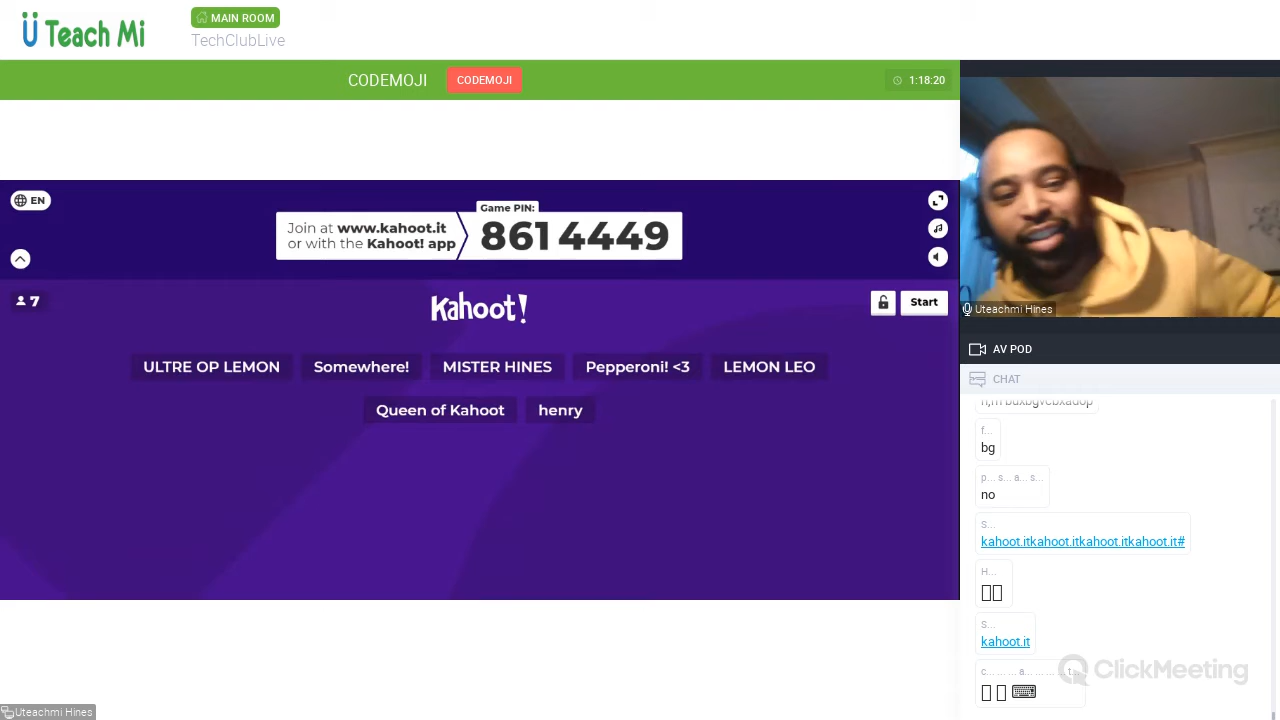 Ü Teach Mi
MAIN ROOM
TechClubLive
CODEMOJI
CODEMOJI
1:18:20
EN
Join at www.kahoot.it
or with the Kahoot! app
Game PIN:
861 4449
7
Kahoot!
Start
ULTRE OP LEMON
Somewhere!
MISTER HINES
Pepperoni! <3
LEMON LEO
Queen of Kahoot
henry
Uteachmi Hines
Uteachmi Hines
AV POD
CHAT
f...
bg
p... s... a... s...
no
S...
kahoot.itkahoot.itkahoot.itkahoot.it#
H...
S...
kahoot.it
c... ... ... a... ... ... ... t...
ClickMeeting